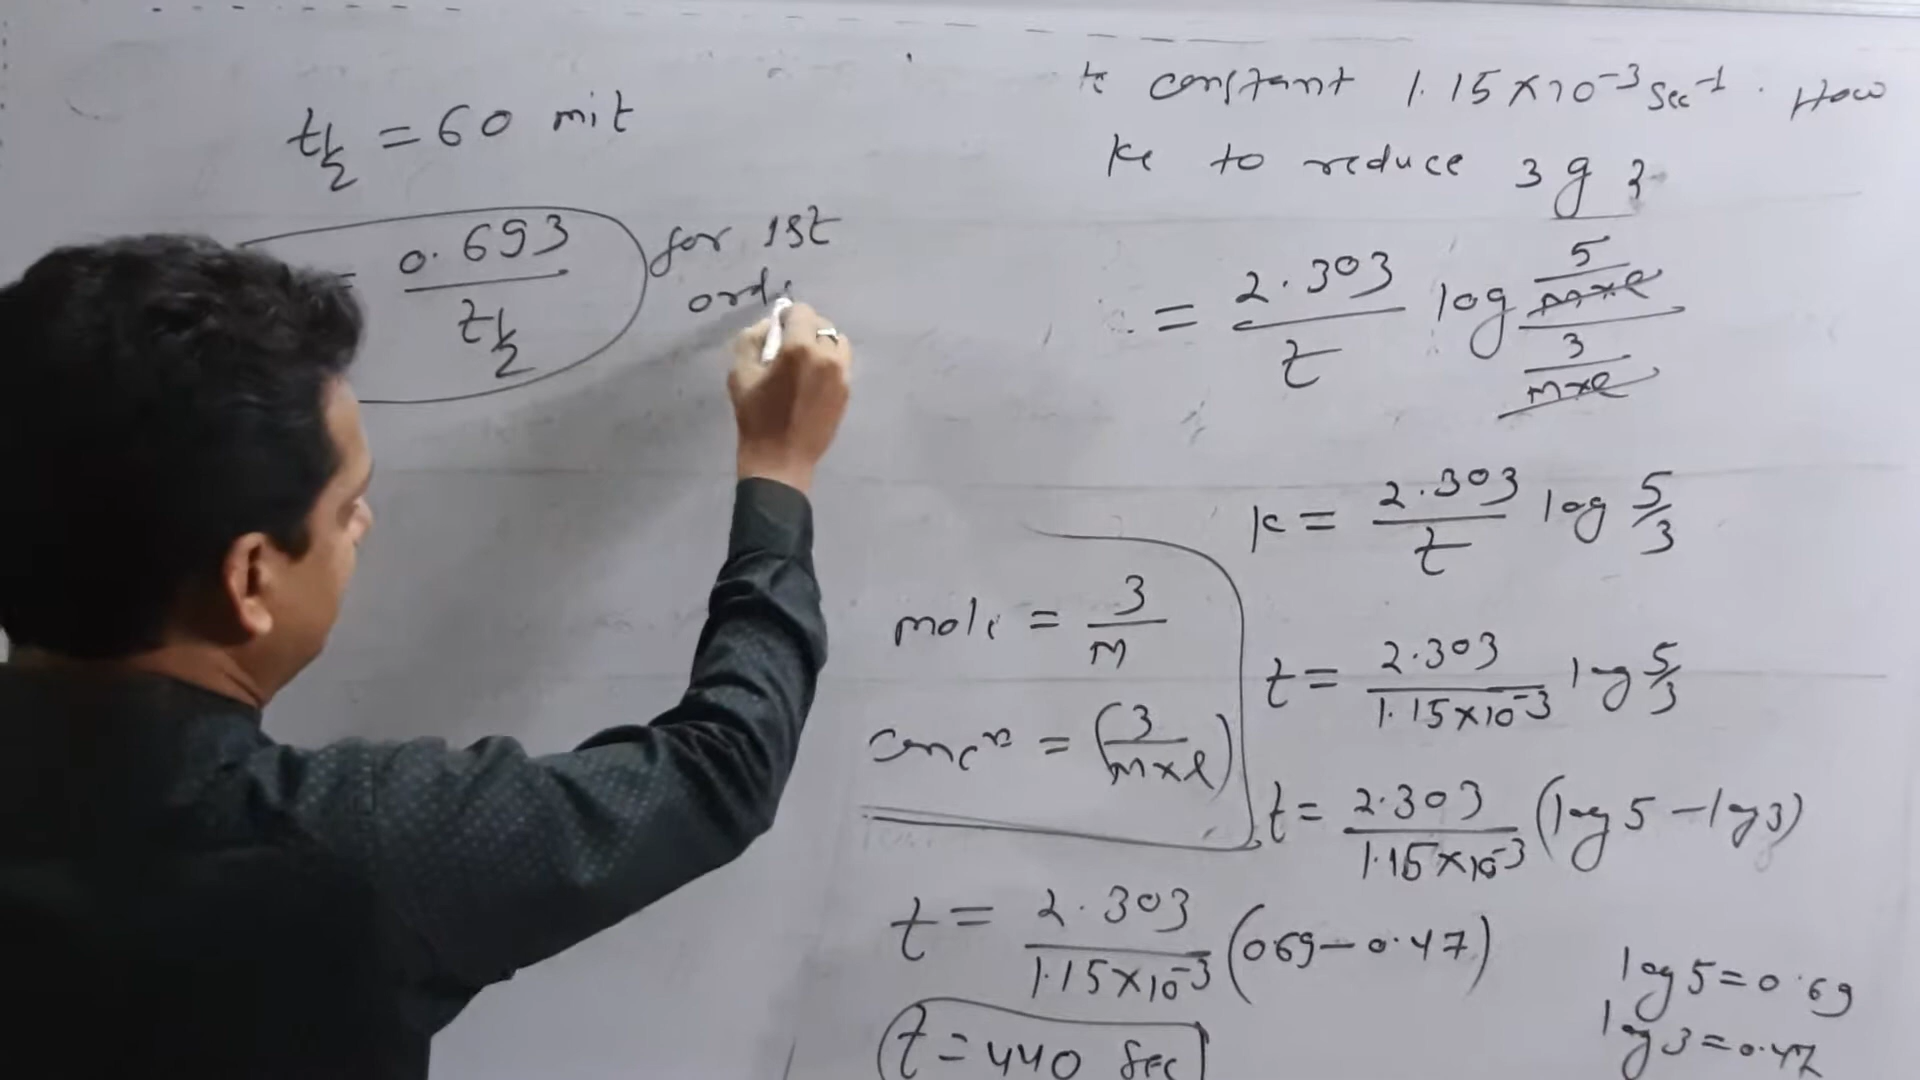 t½ = 60 mit
= 0.693 / t½ for 1st
ord
constant 1.15×10⁻³ sec⁻¹. How
ke to reduce 3 g
= 2.303 / t log (5 / m×l) / (3 / m×l)
k = 2.303 / t log 5/3
mole = 3 / M
t = 2.303 / 1.15×10⁻³ log 5/3
concn = (3 / m×l)
t = 2.303 / 1.15×10⁻³ (log 5 – log 3)
t = 2.303 / 1.15×10⁻³ (0.69 – 0.47)
log 5 = 0.69
log 3 = 0.47
t = 440 sec